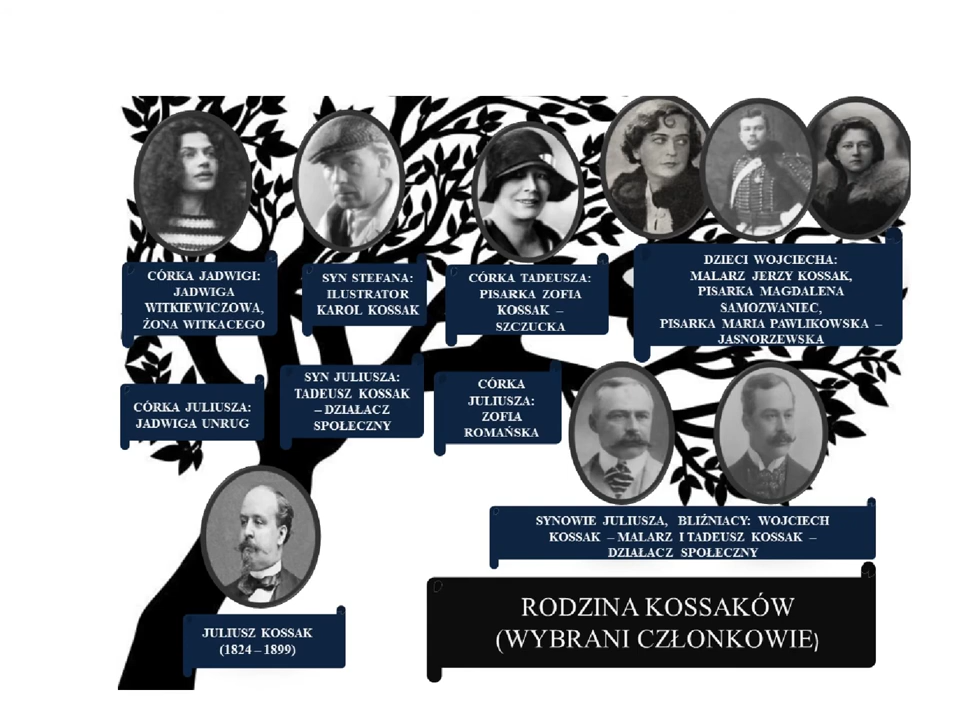 CÓRKA JADWIGI:
JADWIGA
WITKIEWICZOWA,
ŻONA WITKACEGO
SYN STEFANA:
ILUSTRATOR
KAROL KOSSAK
CÓRKA TADEUSZA:
PISARKA ZOFIA
KOSSAK –
SZCZUCKA
DZIECI WOJCIECHA:
MALARZ JERZY KOSSAK,
PISARKA MAGDALENA
SAMOZWANIEC,
PISARKA MARIA PAWLIKOWSKA –
JASNORZEWSKA
CÓRKA JULIUSZA:
JADWIGA UNRUG
SYN JULIUSZA:
TADEUSZ KOSSAK
– DZIAŁACZ
SPOŁECZNY
CÓRKA
JULIUSZA:
ZOFIA
ROMAŃSKA
SYNOWIE JULIUSZA, BLIŹNIACY: WOJCIECH
KOSSAK – MALARZ I TADEUSZ KOSSAK –
DZIAŁACZ SPOŁECZNY
JULIUSZ KOSSAK
(1824 – 1899)
RODZINA KOSSAKÓW
(WYBRANI CZŁONKOWIE)